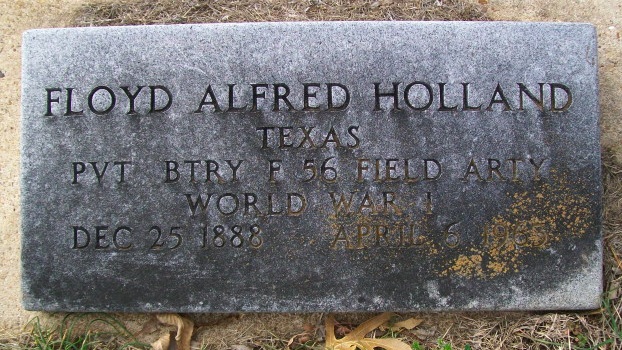 FLOYD ALFRED HOLLAND
TEXAS
PVT BTRY F 56 FIELD ARTY
WORLD WAR I
DEC 25 1888 APRIL 6